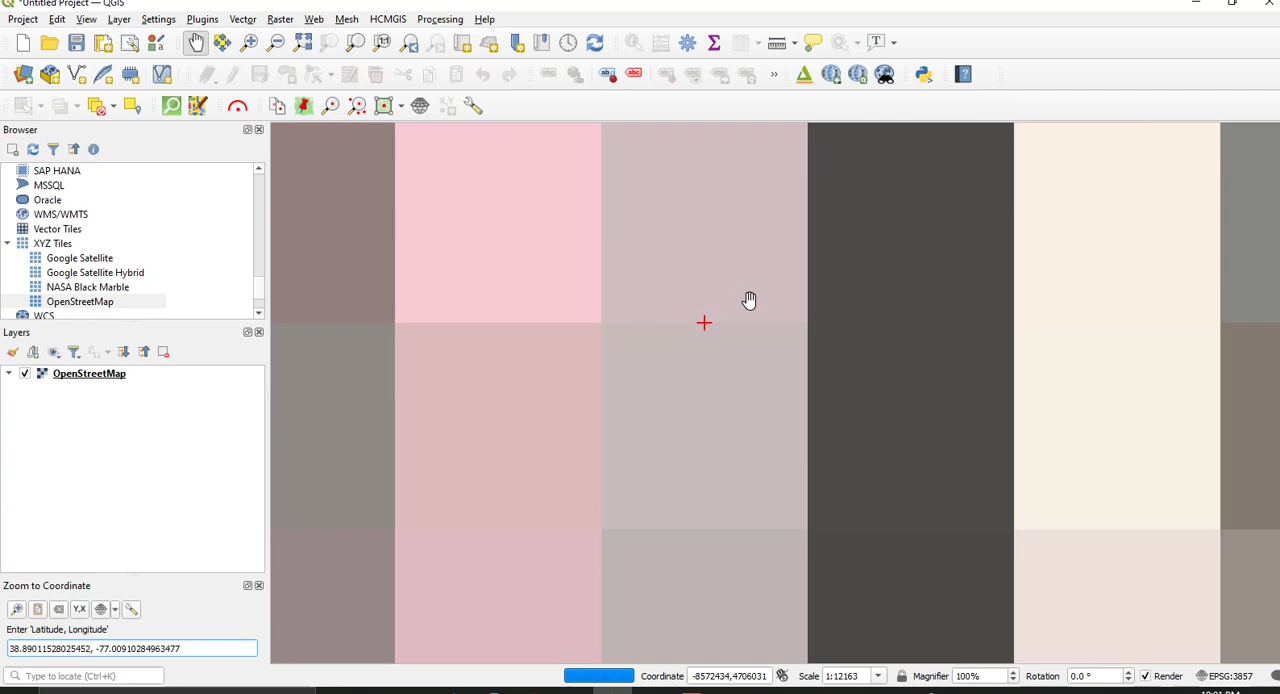 *Untitled Project — QGIS
Project Edit View Layer Settings Plugins Vector Raster Web Mesh HCMGIS Processing Help
Browser
SAP HANA
MSSQL
Oracle
WMS/WMTS
Vector Tiles
XYZ Tiles
Google Satellite
Google Satellite Hybrid
NASA Black Marble
OpenStreetMap
WCS
Layers
OpenStreetMap
Zoom to Coordinate
Y,X
Enter 'Latitude, Longitude'
38.89011528025452, -77.00910284963477
Type to locate (Ctrl+K) Coordinate -8572434,4706031 Scale 1:12163 Magnifier 100% Rotation 0.0 ° Render EPSG:3857